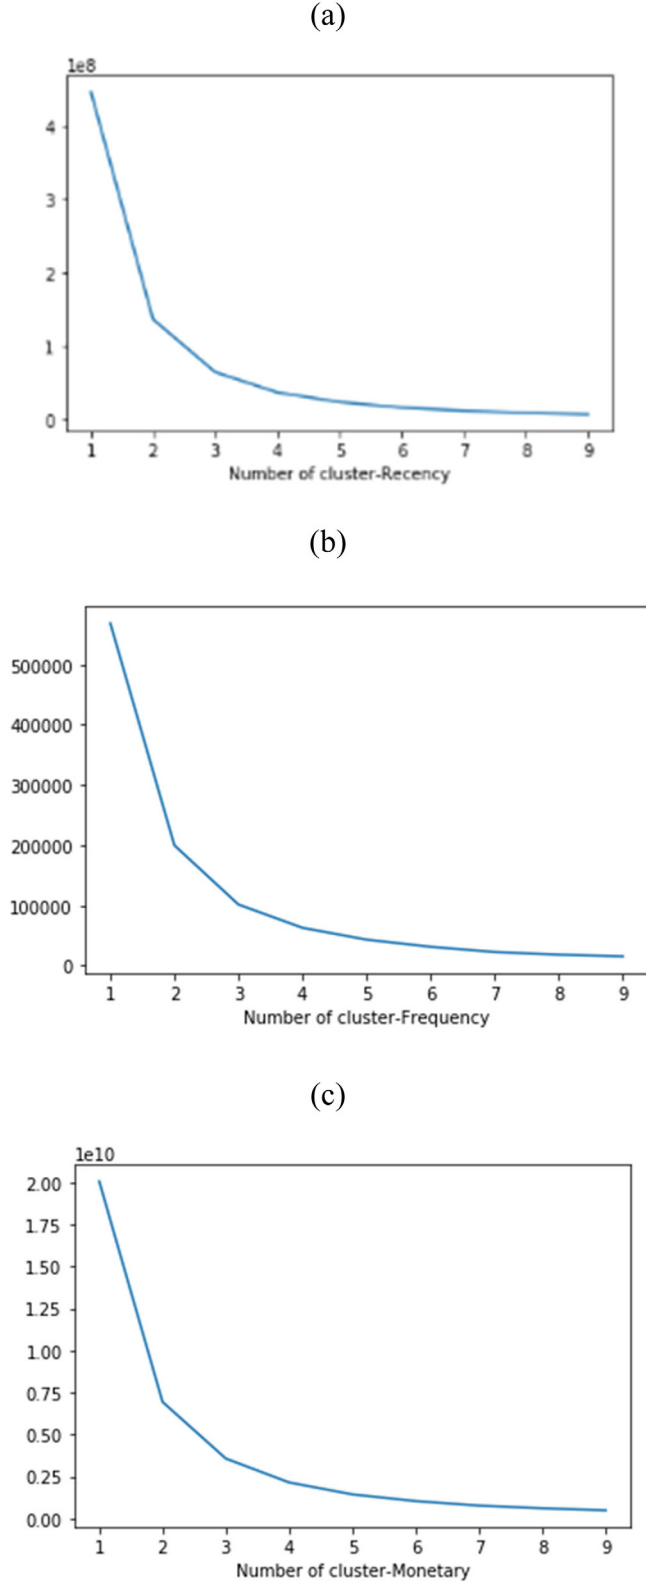 (a)
1e8
4
3
2
1
0
1 2 3 4 5 6 7 8 9
Number of cluster-Recency
(b)
500000
400000
300000
200000
100000
0
1 2 3 4 5 6 7 8 9
Number of cluster-Frequency
(c)
1e10
2.00
1.75
1.50
1.25
1.00
0.75
0.50
0.25
0.00
1 2 3 4 5 6 7 8 9
Number of cluster-Monetary